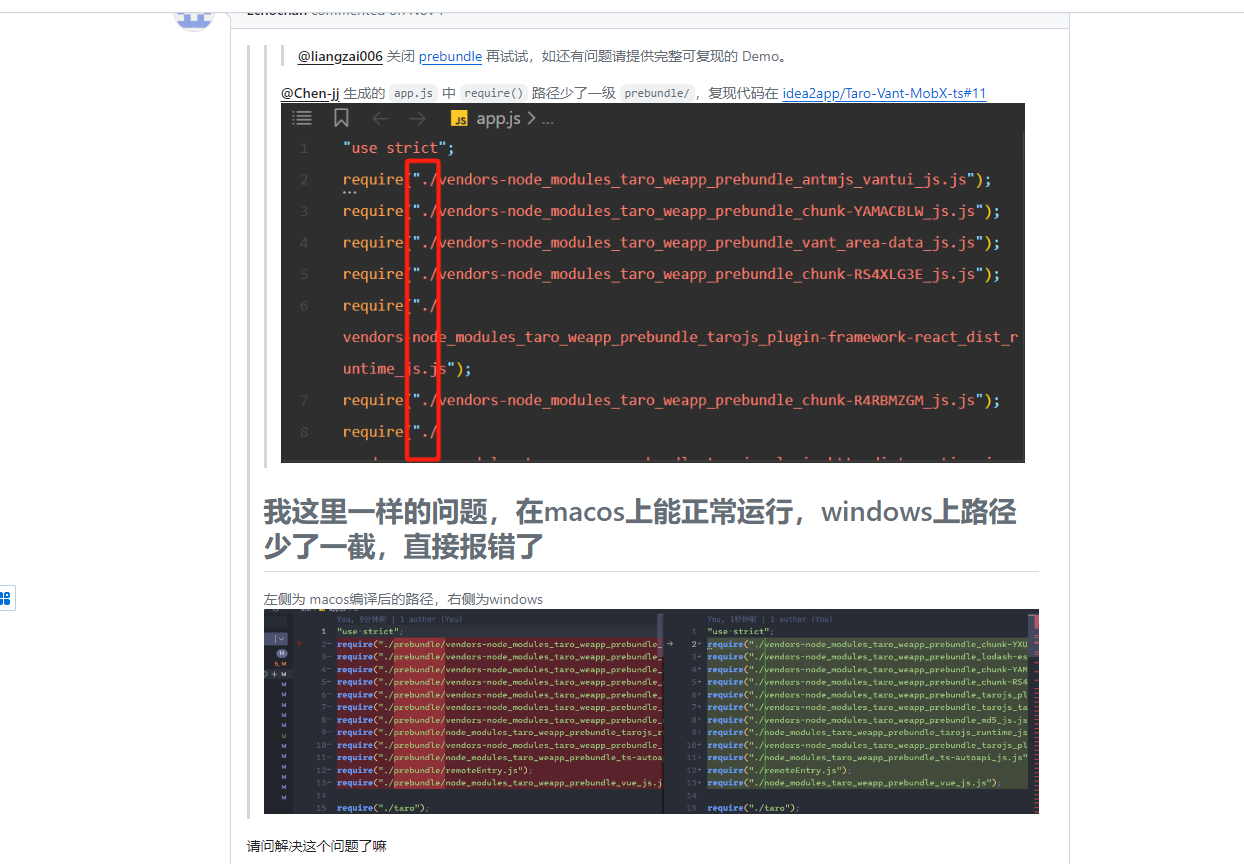 @liangzai006 关闭 prebundle 再试试，如还有问题请提供完整可复现的 Demo。
@Chen-jj 生成的 app.js 中 require() 路径少了一级 prebundle/，复现代码在 idea2app/Taro-Vant-MobX-ts#11
JS app.js > ...
1 "use strict";
2 require("./vendors-node_modules_taro_weapp_prebundle_antmjs_vantui_js.js");
3 require("./vendors-node_modules_taro_weapp_prebundle_chunk-YAMACBLW_js.js");
4 require("./vendors-node_modules_taro_weapp_prebundle_vant_area-data_js.js");
5 require("./vendors-node_modules_taro_weapp_prebundle_chunk-RS4XLG3E_js.js");
6 require("./
vendors-node_modules_taro_weapp_prebundle_tarojs_plugin-framework-react_dist_r
untime_js.js");
7 require("./vendors-node_modules_taro_weapp_prebundle_chunk-R4RBMZGM_js.js");
8 require("./
我这里一样的问题，在macos上能正常运行，windows上路径
少了一截，直接报错了
左侧为 macos编译后的路径，右侧为windows
You, 9分钟前 | 1 author (You)
1 "use strict";
2 require("./prebundle/vendors-node_modules_taro_weapp_prebundle_
3 require("./prebundle/vendors-node_modules_taro_weapp_prebundle_
4 require("./prebundle/vendors-node_modules_taro_weapp_prebundle_
5 require("./prebundle/vendors-node_modules_taro_weapp_prebundle_
6 require("./prebundle/vendors-node_modules_taro_weapp_prebundle_
7 require("./prebundle/vendors-node_modules_taro_weapp_prebundle_
8 require("./prebundle/vendors-node_modules_taro_weapp_prebundle_
9 require("./prebundle/node_modules_taro_weapp_prebundle_tarojs_r
10 require("./prebundle/vendors-node_modules_taro_weapp_prebundle_
11 require("./prebundle/node_modules_taro_weapp_prebundle_ts-autoa
12 require("./prebundle/remoteEntry.js");
13 require("./prebundle/node_modules_taro_weapp_prebundle_vue_js.j
14
15 require("./taro");
You, 1秒钟前 | 1 author (You)
1 "use strict";
2 require("./vendors-node_modules_taro_weapp_prebundle_chunk-YXU
3 require("./vendors-node_modules_taro_weapp_prebundle_lodash-es
4 require("./vendors-node_modules_taro_weapp_prebundle_chunk-YAM
5 require("./vendors-node_modules_taro_weapp_prebundle_chunk-RS4
6 require("./vendors-node_modules_taro_weapp_prebundle_tarojs_pl
7 require("./vendors-node_modules_taro_weapp_prebundle_tarojs_ta
8 require("./vendors-node_modules_taro_weapp_prebundle_md5_js.js
9 require("./node_modules_taro_weapp_prebundle_tarojs_runtime_js
10 require("./vendors-node_modules_taro_weapp_prebundle_tarojs_pl
11 require("./node_modules_taro_weapp_prebundle_ts-autoapi_js.js"
12 require("./remoteEntry.js");
13 require("./node_modules_taro_weapp_prebundle_vue_js.js");
14
15 require("./taro");
请问解决这个问题了嘛